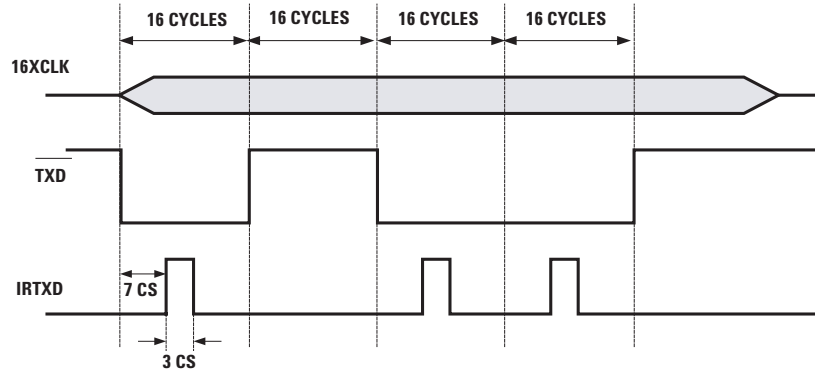 16 CYCLES 16 CYCLES 16 CYCLES 16 CYCLES
16XCLK
TXD
7 CS
IRTXD
3 CS